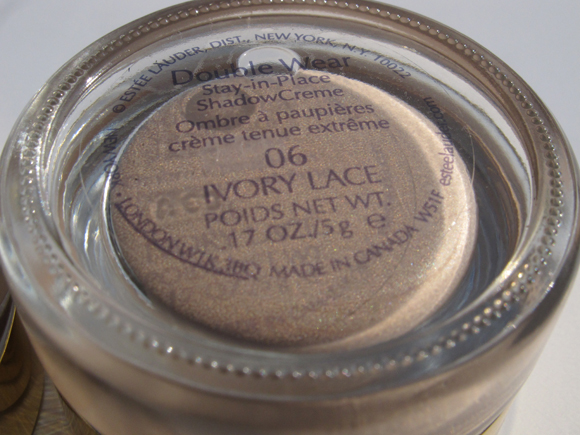 ©ESTEE LAUDER, DIST., NEW YORK, N.Y. 10022
Double Wear
Stay-in-Place
ShadowCreme
Ombre à paupières
crème tenue extrême
06
IVORY LACE
POIDS NET WT.
.17 OZ./5g e
LONDON W1K 3BQ MADE IN CANADA W51F esteelauder.com